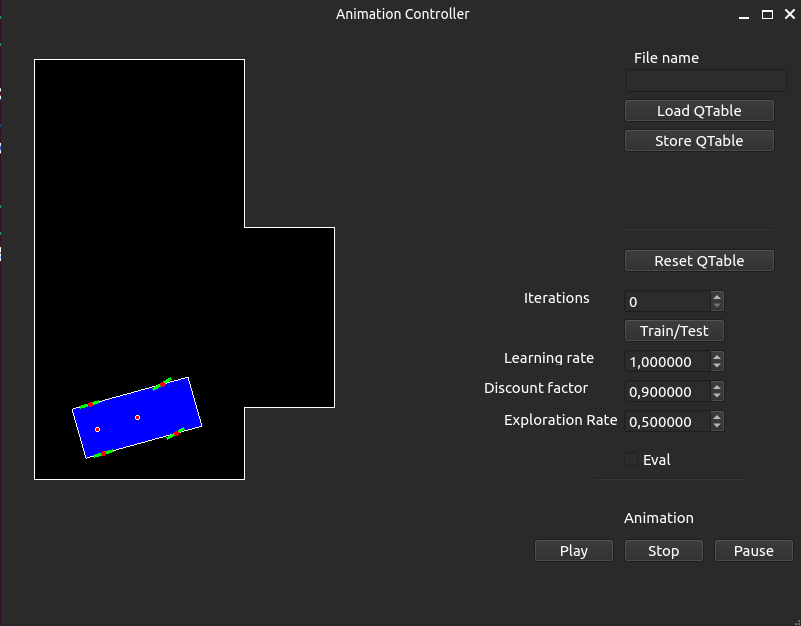 Animation Controller
File name
Load QTable
Store QTable
Reset QTable
Iterations 0
Train/Test
Learning rate 1,000000
Discount factor 0,900000
Exploration Rate 0,500000
Eval
Animation
Play Stop Pause